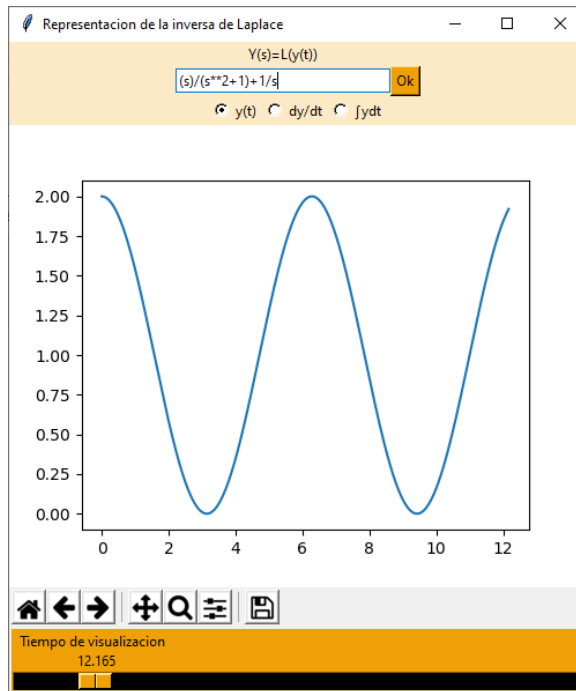 Representacion de la inversa de Laplace
Y(s)=L(y(t))
(s)/(s**2+1)+1/s
Ok
y(t) dy/dt ∫ydt
2.00
1.75
1.50
1.25
1.00
0.75
0.50
0.25
0.00
0 2 4 6 8 10 12
Tiempo de visualizacion
12.165